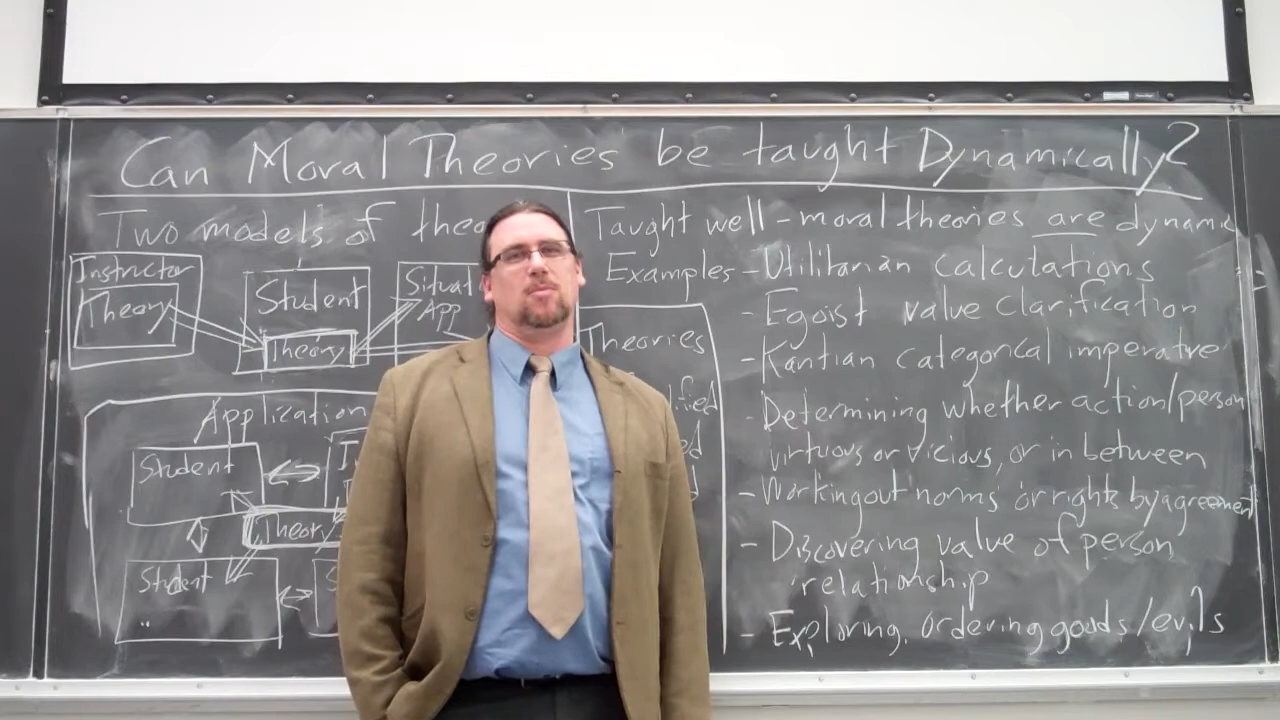 Can Moral Theories be taught Dynamically?
Two models of theo
Instructor
Theory
Student
Theory
Situat
App
Application
Student
Theory
Student
"
Taught well - moral theories are dynamic
Examples - Utilitarian calculations
- Egoist value clarification
- Kantian categorical imperative
- Determining whether action/person
virtuous or vicious, or in between
- Working out norms or rights by agreement
- Discovering value of person,
relationship
- Exploring, ordering goods/evils
Theories
ified